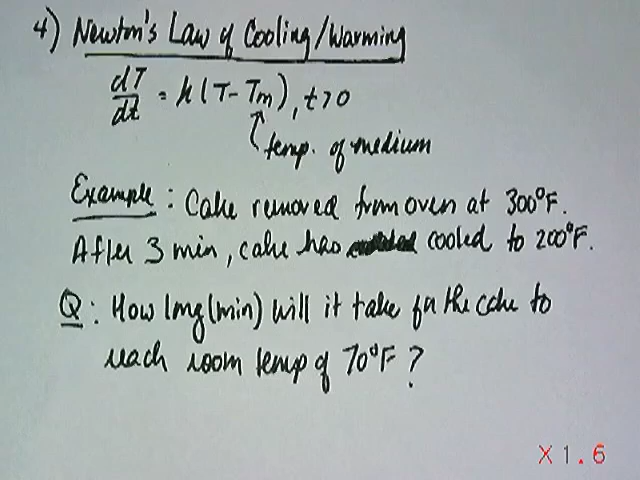 4) Newton's Law of Cooling/Warming
dT/dt = k(T-Tm), t>0
temp. of medium
Example: Cake removed from oven at 300°F.
After 3 min, cake has cooled to 200°F.
Q: How long (min) will it take for the cake to
reach room temp of 70°F?
X1.6